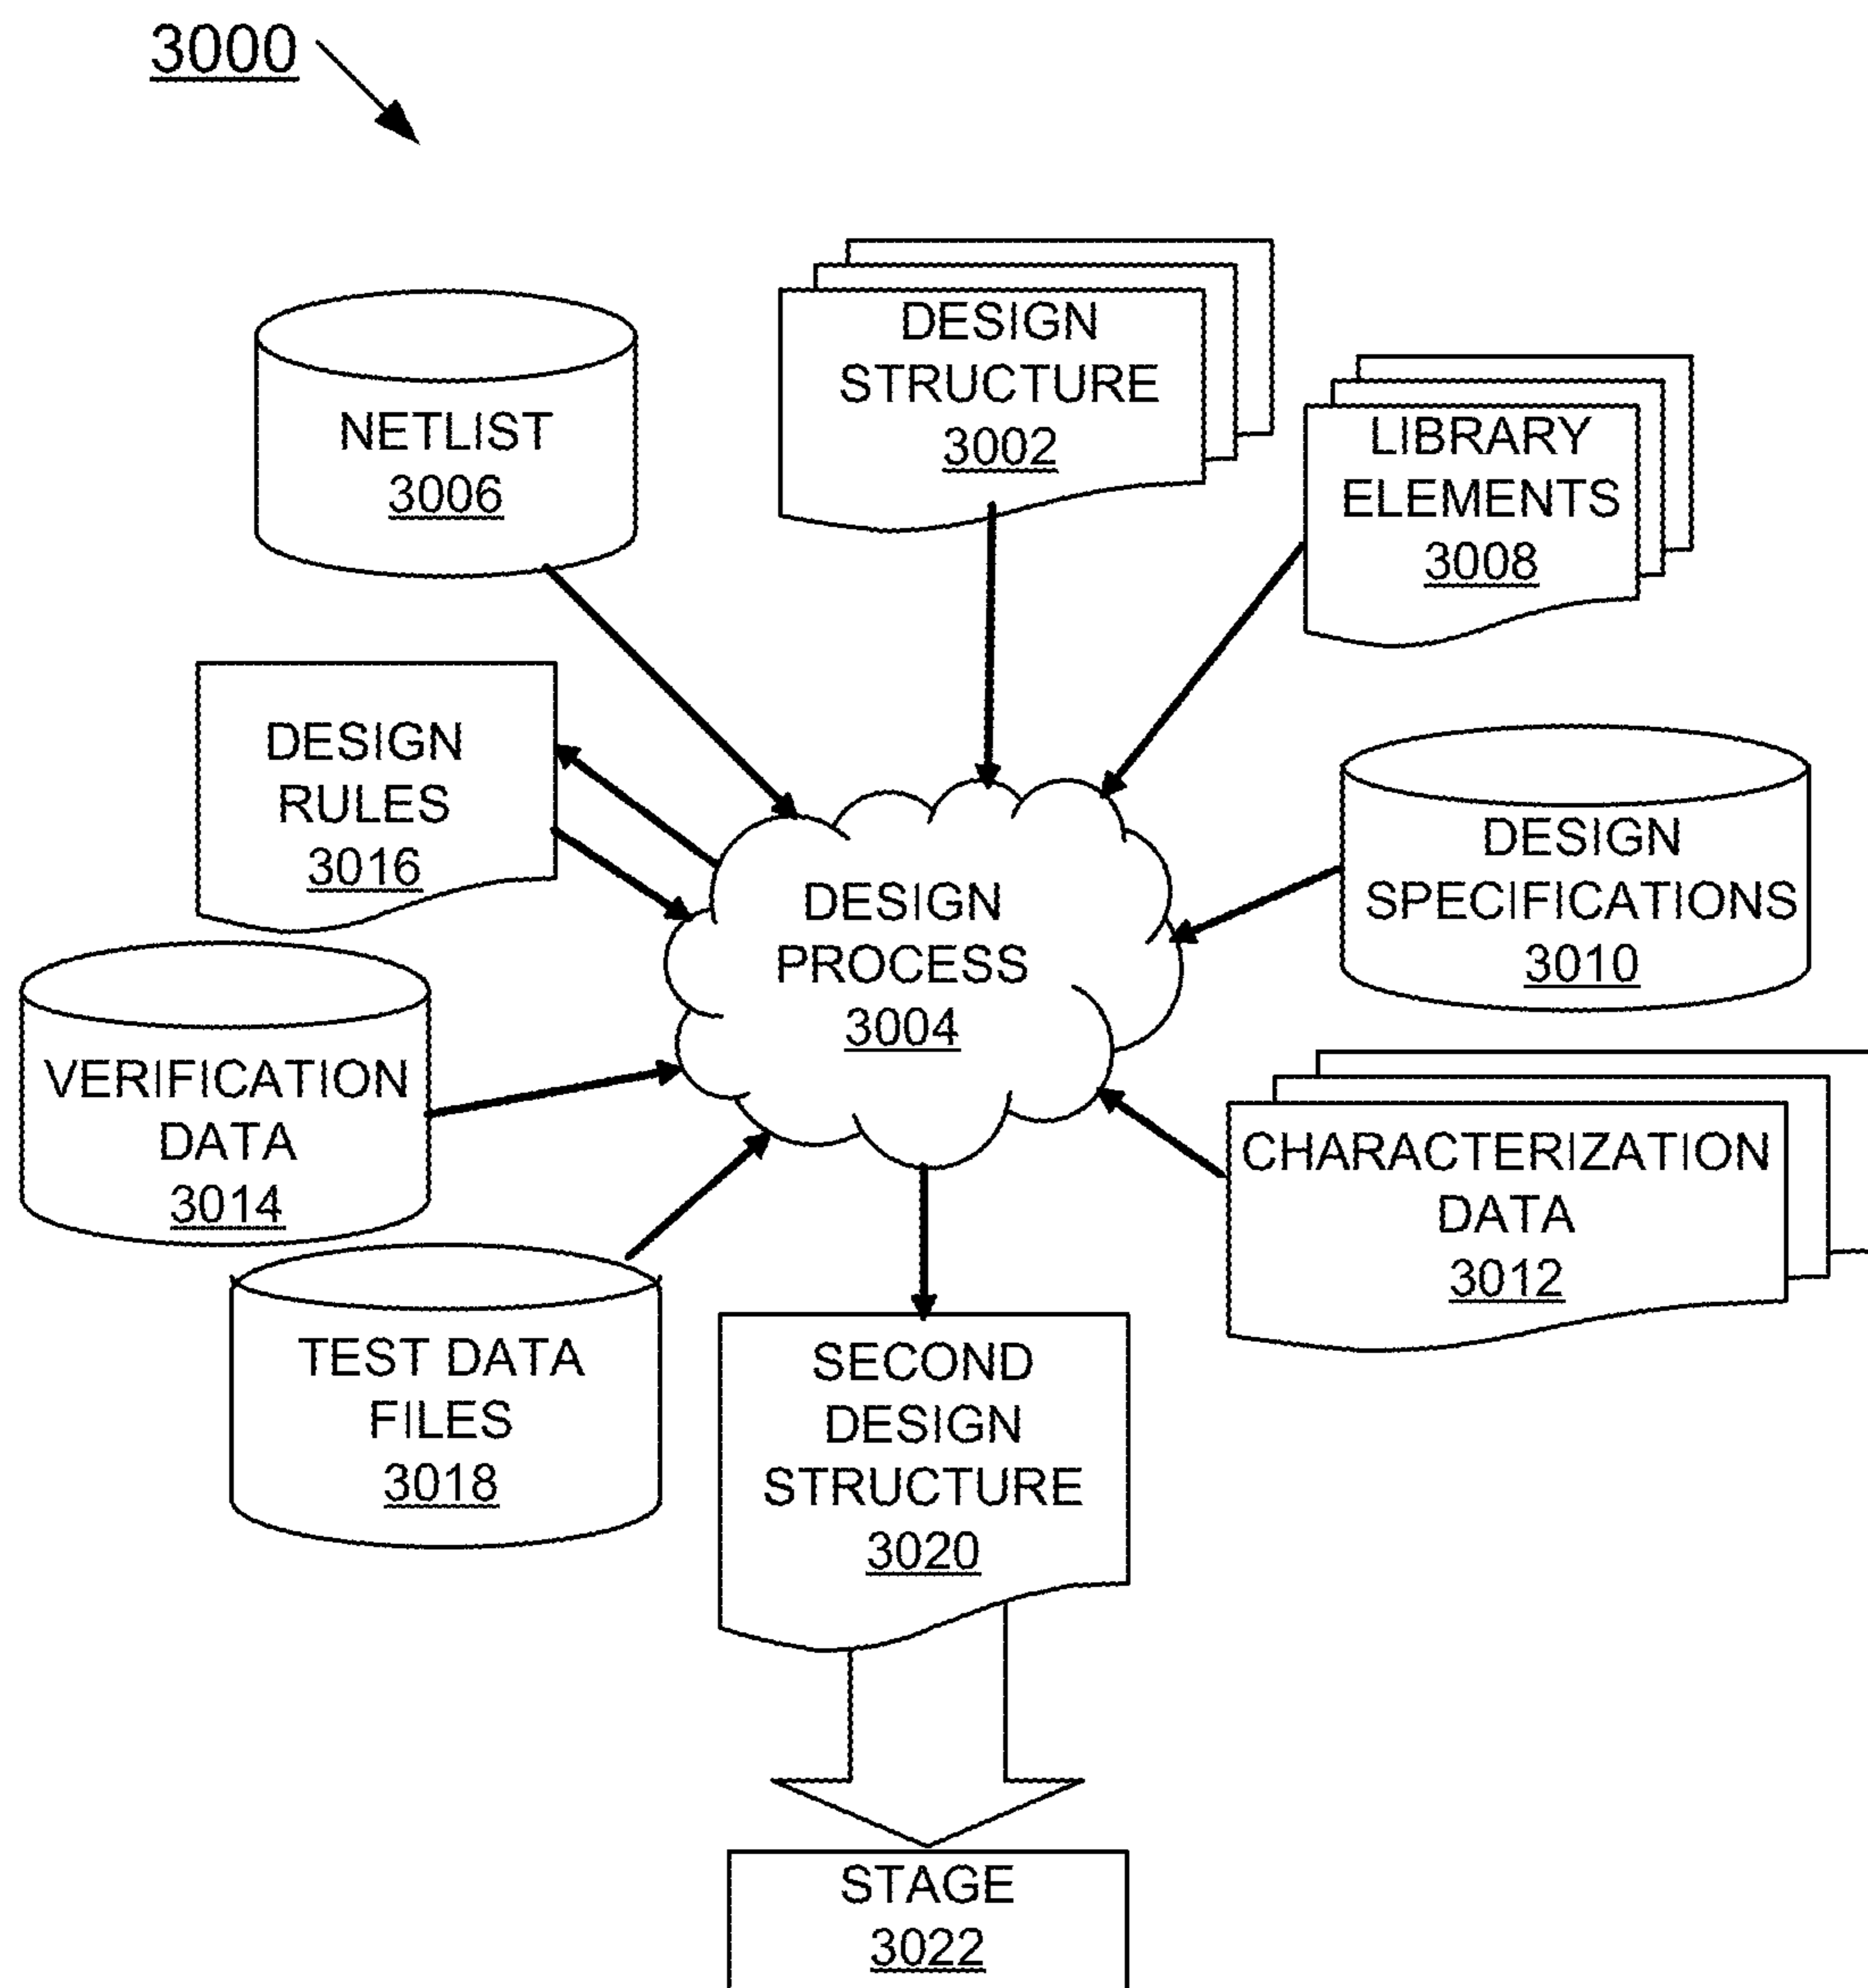 3000
DESIGN
STRUCTURE
3002
NETLIST
3006
LIBRARY
ELEMENTS
3008
DESIGN
RULES
3016
DESIGN
PROCESS
3004
DESIGN
SPECIFICATIONS
3010
VERIFICATION
DATA
3014
CHARACTERIZATION
DATA
3012
TEST DATA
FILES
3018
SECOND
DESIGN
STRUCTURE
3020
STAGE
3022